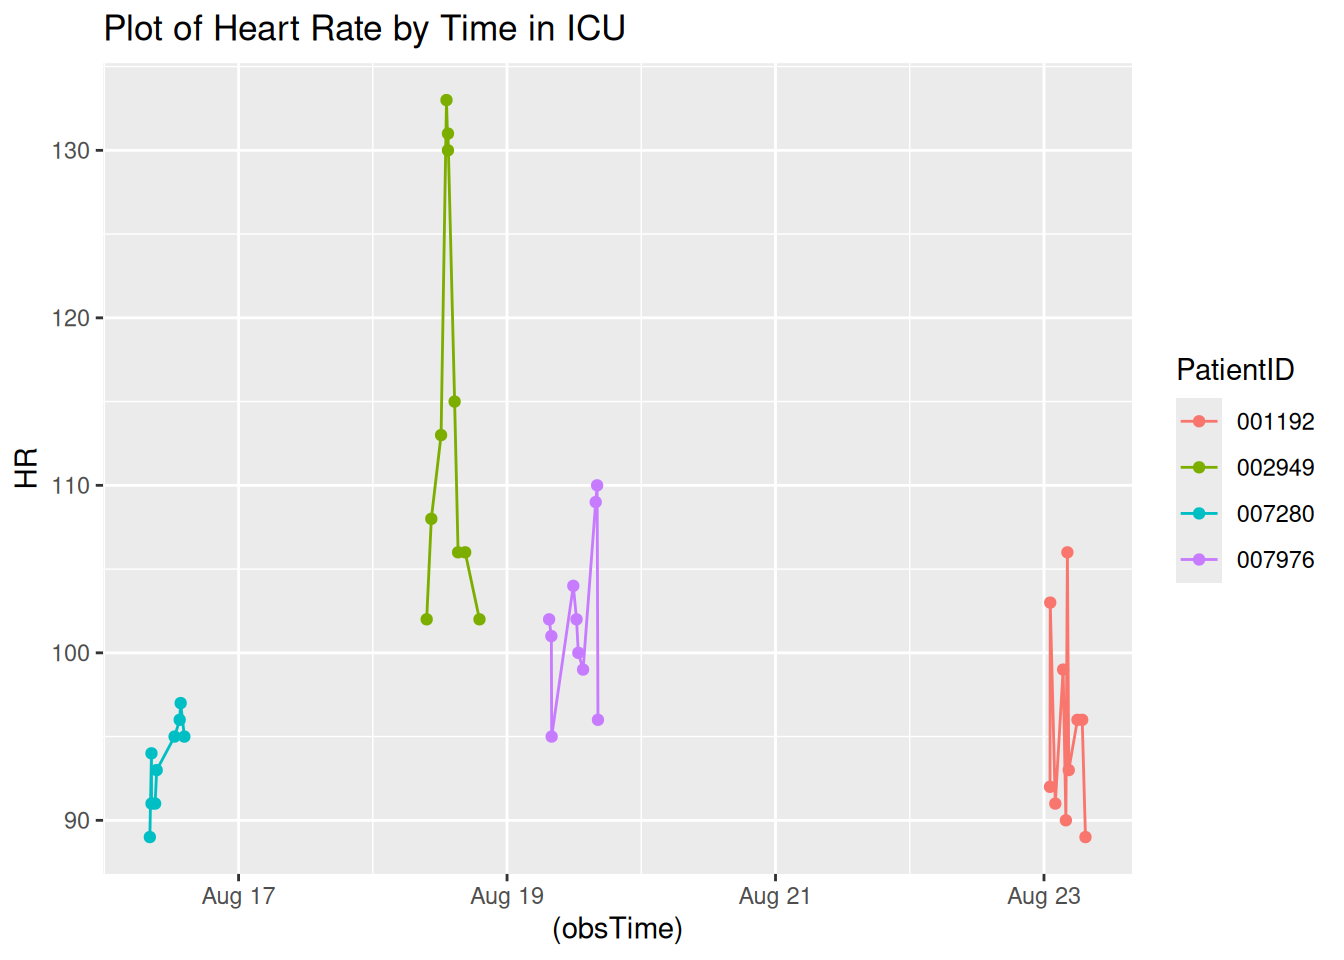 Plot of Heart Rate by Time in ICU
130
120
110
100
90
HR
Aug 17
Aug 19
Aug 21
Aug 23
(obsTime)
PatientID
001192
002949
007280
007976